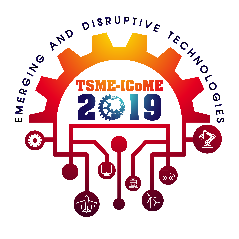 EMERGING AND DISRUPTIVE TECHNOLOGIES
TSME-ICoME
2019